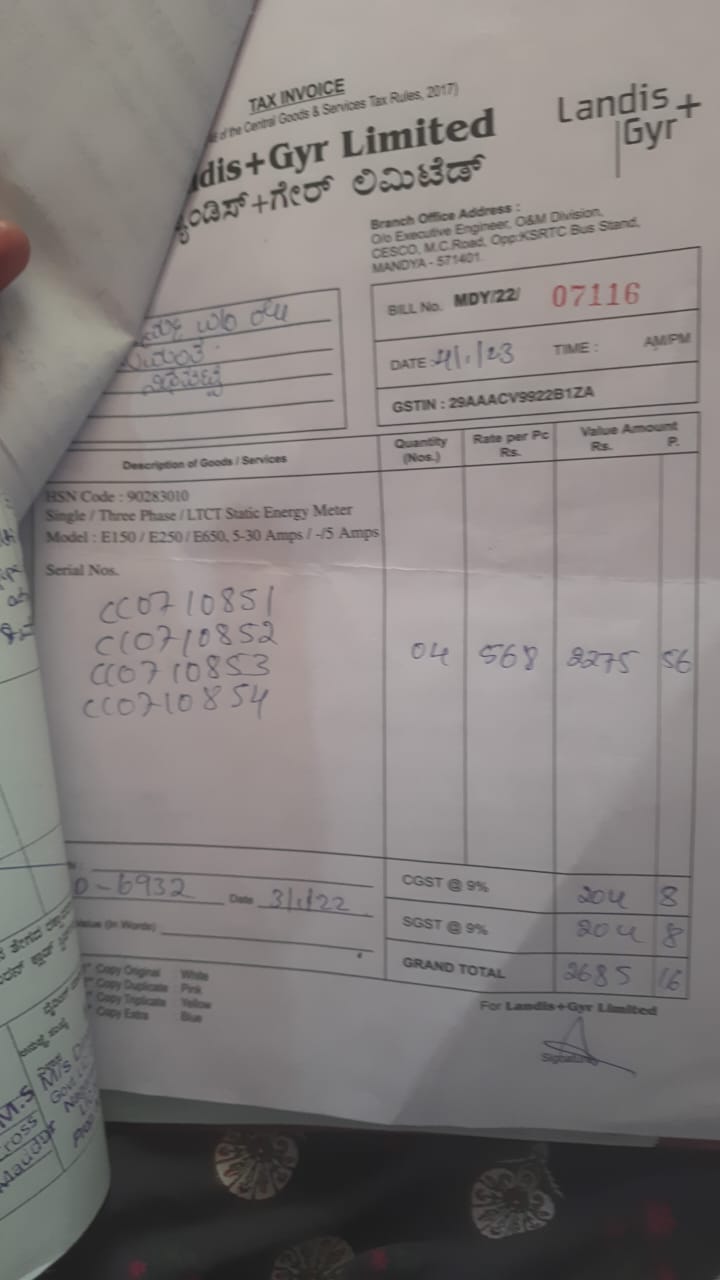 TAX INVOICE
of the Central Goods & Services Tax Rules, 2017)
Landis
Gyr+
dis+Gyr Limited
ಂಡಿಸ್+ಗೇರ್ ಲಿಮಿಟೆಡ್
Branch Office Address :
O/o Executive Engineer, O&M Division,
CESCO, M.C.Road, Opp:KSRTC Bus Stand,
MANDYA - 571401.
BILL No. MDY/22/ 07116
DATE : 4/1/23 TIME : AM/PM
GSTIN : 29AAACV9922B1ZA
Description of Goods / Services Quantity (Nos.) Rate per Pc Rs. Value Amount Rs. P.
HSN Code : 90283010
Single / Three Phase / LTCT Static Energy Meter
Model : E150 / E250 / E650, 5-30 Amps / -/5 Amps
Serial Nos.
CC0710851
CC0710852
CC0710853
CC0710854
04 568 2275 56
CGST @ 9% 204 8
6932 Date 3/1/22
SGST @ 9% 204 8
(In Words)
GRAND TOTAL 2685 16
Copy Original : White
Copy Duplicate : Pink
Copy Triplicate : Yellow
Copy Extra : Blue
For Landis+Gyr Limited
M.S
M/s